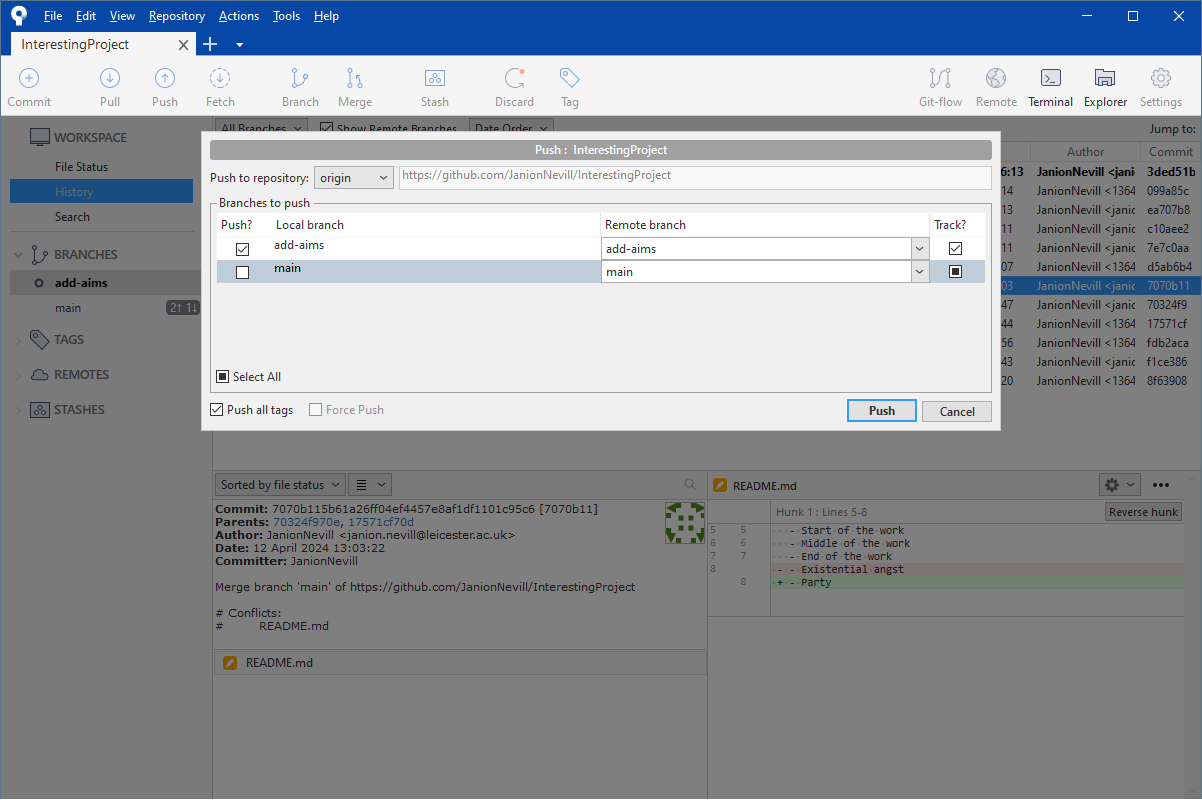 File Edit View Repository Actions Tools Help
InterestingProject
Commit Pull Push Fetch Branch Merge Stash Discard Tag Git-flow Remote Terminal Explorer Settings
WORKSPACE
File Status
History
Search
BRANCHES
add-aims
main 2↑ 1↓
TAGS
REMOTES
STASHES
All Branches Show Remote Branches Date Order Jump to:
Push : InterestingProject
Push to repository: origin https://github.com/JanionNevill/InterestingProject
Branches to push
Push? Local branch Remote branch Track?
add-aims add-aims
main main
Select All
Push all tags Force Push Push Cancel
Author Commit
6:13 JanionNevill <janic 3ded51b
14 JanionNevill <1364 099a85c
13 JanionNevill <janic ea707b8
11 JanionNevill <1364 c10aee2
11 JanionNevill <1364 7e7c0aa
07 JanionNevill <1364 d5ab6b4
03 JanionNevill <janic 7070b11
47 JanionNevill <1364 70324f9
44 JanionNevill <1364 17571cf
56 JanionNevill <1364 fdb2aca
43 JanionNevill <janic f1ce386
20 JanionNevill <1364 8f63908
Sorted by file status
Commit: 7070b115b61a26ff04ef4457e8af1df1101c95c6 [7070b11]
Parents: 70324f970e, 17571cf70d
Author: JanionNevill <janion.nevill@leicester.ac.uk>
Date: 12 April 2024 13:03:22
Committer: JanionNevill
Merge branch 'main' of https://github.com/JanionNevill/InterestingProject
# Conflicts:
# README.md
README.md
README.md
Hunk 1 : Lines 5-8 Reverse hunk
5 5 - Start of the work
6 6 - Middle of the work
7 7 - End of the work
8 - - Existential angst
8 + - Party